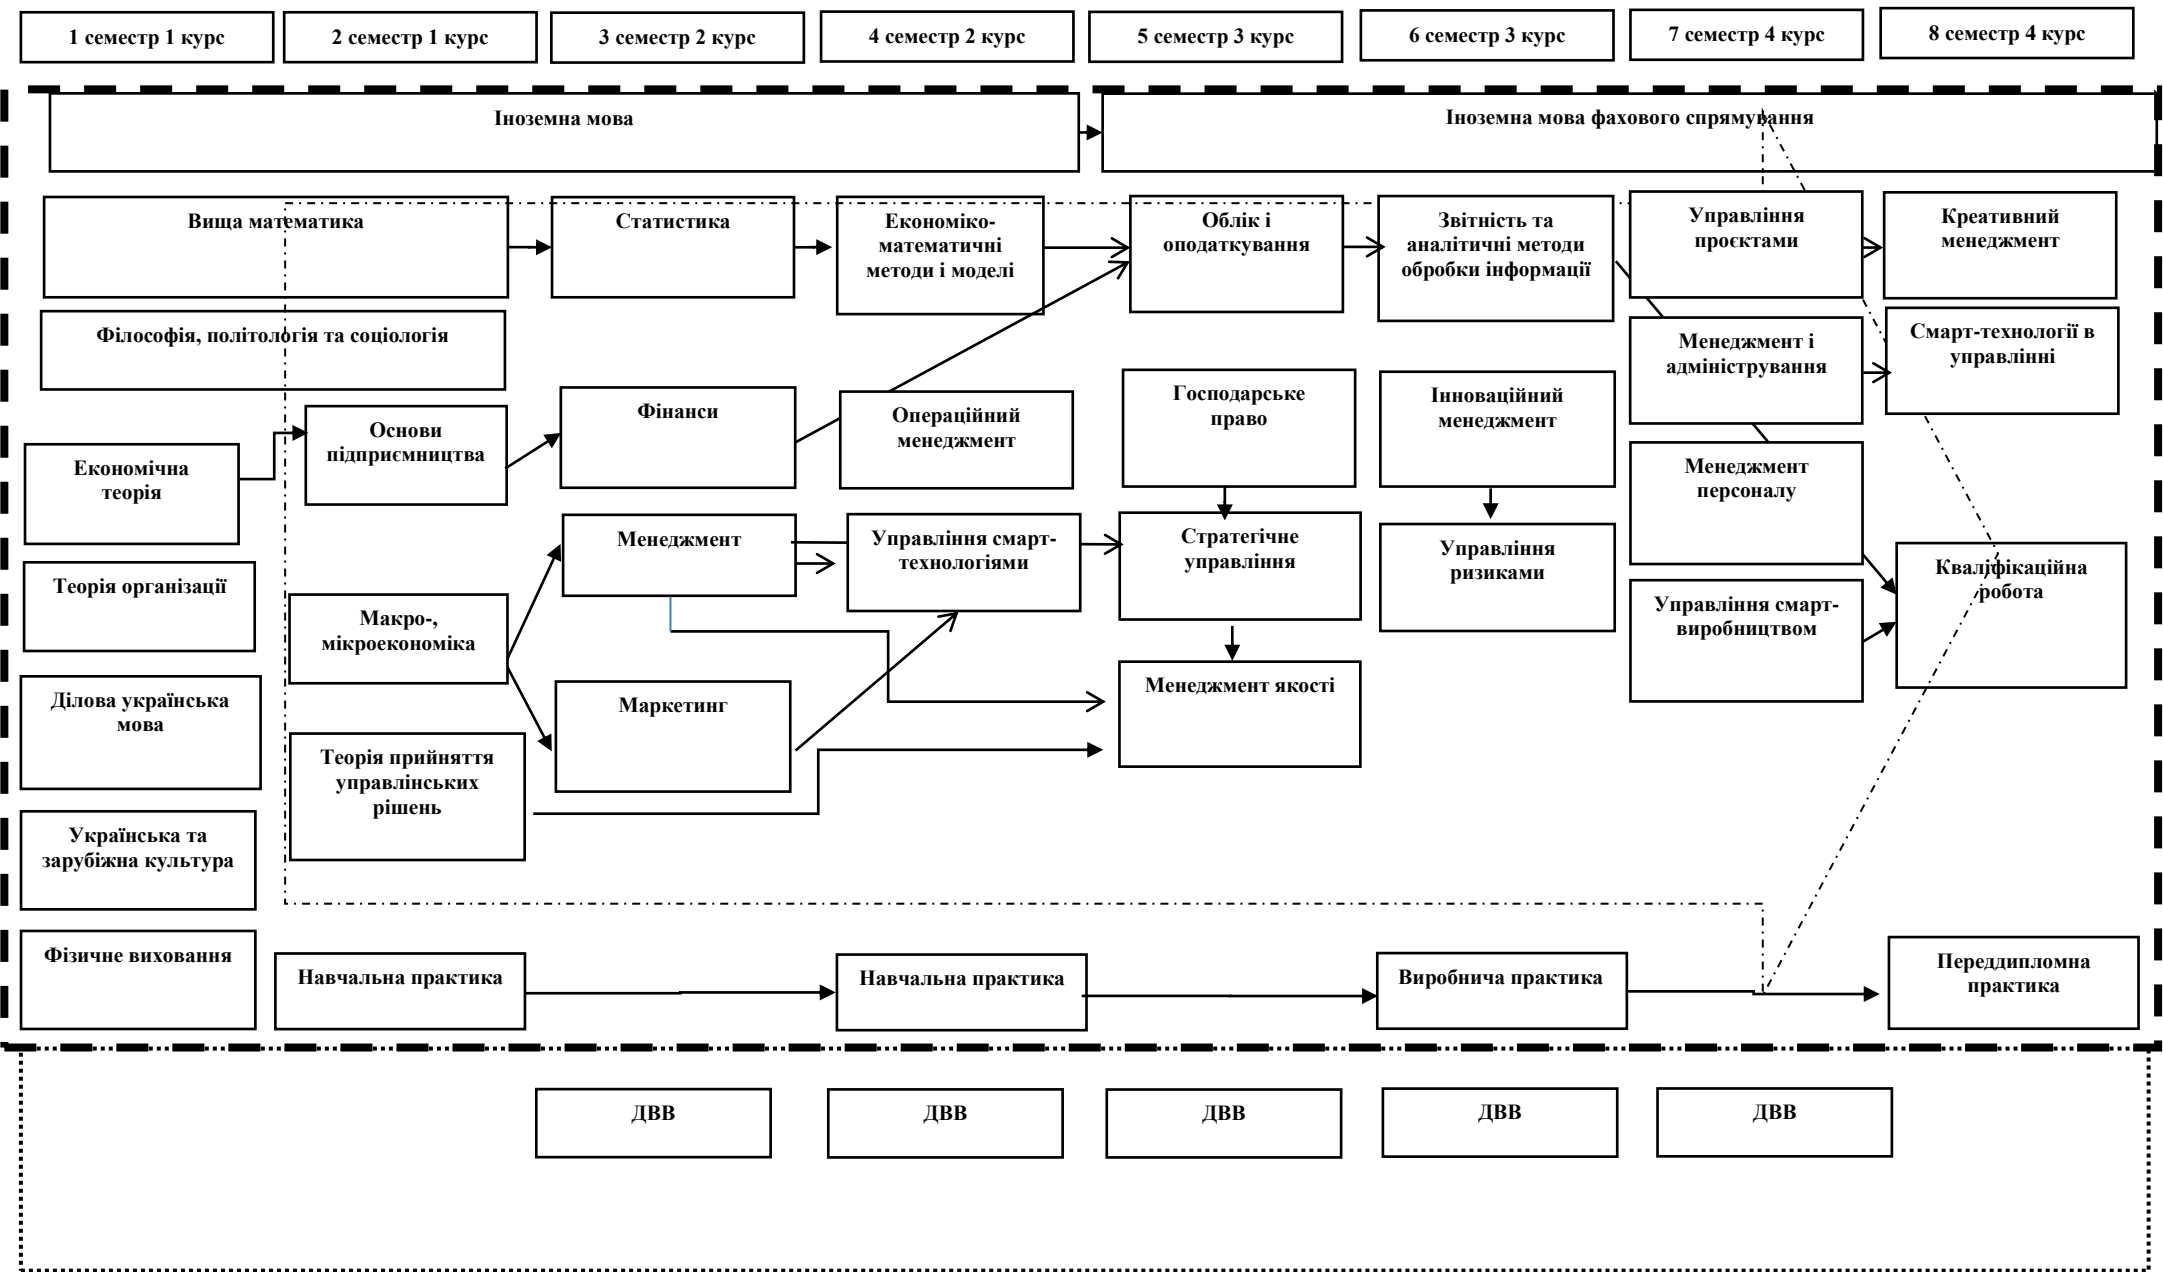 1 семестр 1 курс
2 семестр 1 курс
3 семестр 2 курс
4 семестр 2 курс
5 семестр 3 курс
6 семестр 3 курс
7 семестр 4 курс
8 семестр 4 курс
Іноземна мова
Іноземна мова фахового спрямування
Вища математика
Статистика
Економіко-
математичні
методи і моделі
Облік і
оподаткування
Звітність та
аналітичні методи
обробки інформації
Управління
проєктами
Креативний
менеджмент
Філософія, політологія та соціологія
Менеджмент і
адміністрування
Смарт-технології в
управлінні
Економічна
теорія
Основи
підприємництва
Фінанси
Операційний
менеджмент
Господарське
право
Інноваційний
менеджмент
Менеджмент
персоналу
Теорія організації
Макро-,
мікроекономіка
Менеджмент
Управління смарт-
технологіями
Стратегічне
управління
Управління
ризиками
Управління смарт-
виробництвом
Кваліфікаційна
робота
Ділова українська
мова
Теорія прийняття
управлінських
рішень
Маркетинг
Менеджмент якості
Українська та
зарубіжна культура
Фізичне виховання
Навчальна практика
Навчальна практика
Виробнича практика
Переддипломна
практика
ДВВ
ДВВ
ДВВ
ДВВ
ДВВ